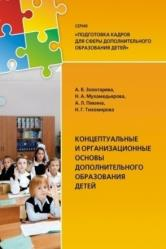 СЕРИЯ
«ПОДГОТОВКА КАДРОВ
ДЛЯ СФЕРЫ ДОПОЛНИТЕЛЬНОГО
ОБРАЗОВАНИЯ ДЕТЕЙ»
А. В. Золотарева,
Н. А. Мухамедьярова,
А. Л. Пикина,
Н. Г. Тихомирова
КОНЦЕПТУАЛЬНЫЕ
И ОРГАНИЗАЦИОННЫЕ
ОСНОВЫ
ДОПОЛНИТЕЛЬНОГО
ОБРАЗОВАНИЯ
ДЕТЕЙ